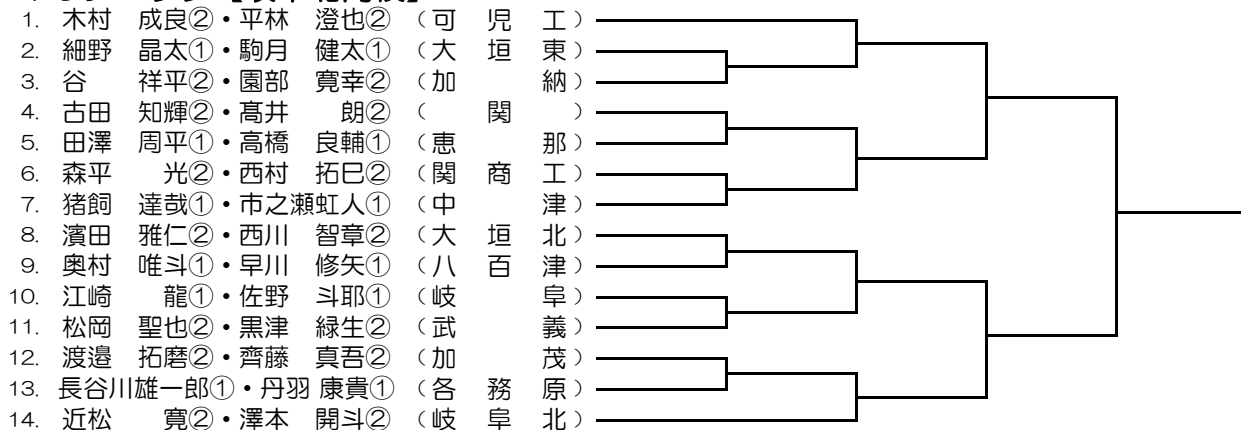 1. 木村 成良②・平林 澄也② (可児工)
2. 細野 晶太①・駒月 健太① (大垣東)
3. 谷 祥平②・園部 寛幸② (加納)
4. 古田 知輝②・髙井 朗② (関)
5. 田澤 周平①・高橋 良輔① (恵那)
6. 森平 光②・西村 拓巳② (関商工)
7. 猪飼 達哉①・市之瀬虹人① (中津)
8. 濱田 雅仁②・西川 智章② (大垣北)
9. 奥村 唯斗①・早川 修矢① (八百津)
10. 江崎 龍①・佐野 斗耶① (岐阜)
11. 松岡 聖也②・黒津 緑生② (武義)
12. 渡邉 拓磨②・齊藤 真吾② (加茂)
13. 長谷川雄一郎①・丹羽 康貴① (各務原)
14. 近松 寛②・澤本 開斗② (岐阜北)